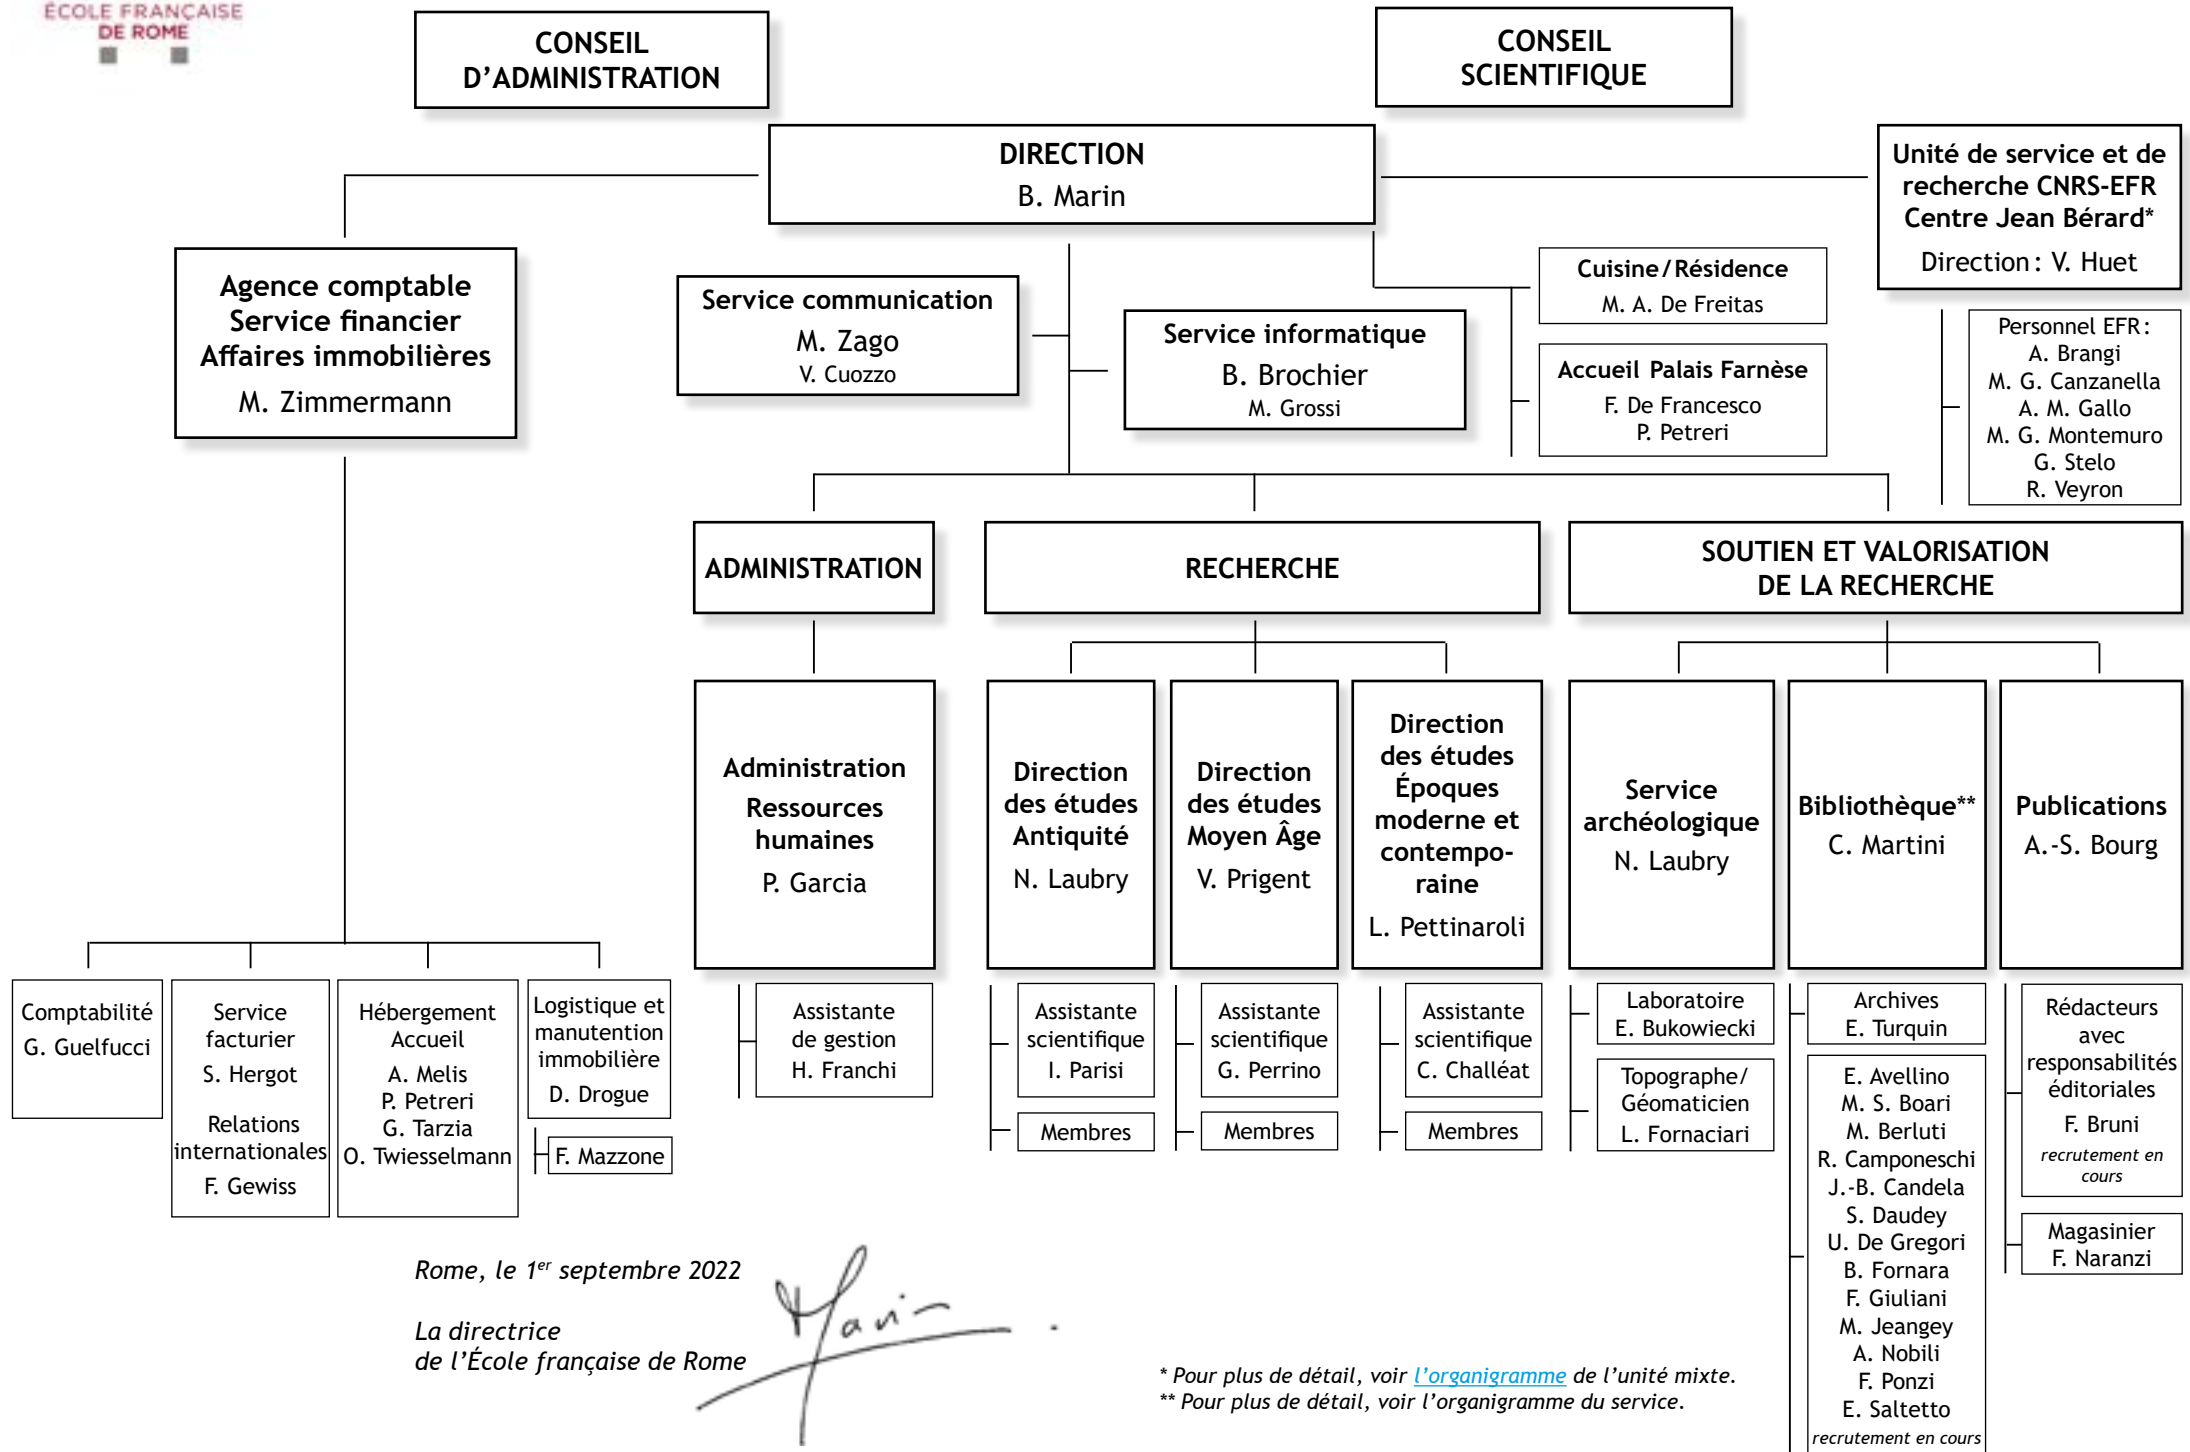 ÉCOLE FRANÇAISE
DE ROME
CONSEIL
D’ADMINISTRATION
CONSEIL
SCIENTIFIQUE
DIRECTION
B. Marin
Unité de service et de
recherche CNRS-EFR
Centre Jean Bérard*
Direction : V. Huet
Personnel EFR :
A. Brangi
M. G. Canzanella
A. M. Gallo
M. G. Montemuro
G. Stelo
R. Veyron
Agence comptable
Service financier
Affaires immobilières
M. Zimmermann
Service communication
M. Zago
V. Cuozzo
Service informatique
B. Brochier
M. Grossi
Cuisine / Résidence
M. A. De Freitas
Accueil Palais Farnèse
F. De Francesco
P. Petreri
ADMINISTRATION
RECHERCHE
SOUTIEN ET VALORISATION
DE LA RECHERCHE
Administration
Ressources
humaines
P. Garcia
Direction
des études
Antiquité
N. Laubry
Direction
des études
Moyen Âge
V. Prigent
Direction
des études
Époques
moderne et
contempo-
raine
L. Pettinaroli
Service
archéologique
N. Laubry
Bibliothèque**
C. Martini
Publications
A.-S. Bourg
Comptabilité
G. Guelfucci
Service
facturier
S. Hergot
Relations
internationales
F. Gewiss
Hébergement
Accueil
A. Melis
P. Petreri
G. Tarzia
O. Twiesselmann
Logistique et
manutention
immobilière
D. Drogue
F. Mazzone
Assistante
de gestion
H. Franchi
Assistante
scientifique
I. Parisi
Membres
Assistante
scientifique
G. Perrino
Membres
Assistante
scientifique
C. Challéat
Membres
Laboratoire
E. Bukowiecki
Topographe/
Géomaticien
L. Fornaciari
Archives
E. Turquin
E. Avellino
M. S. Boari
M. Berluti
R. Camponeschi
J.-B. Candela
S. Daudey
U. De Gregori
B. Fornara
F. Giuliani
M. Jeangey
A. Nobili
F. Ponzi
E. Saltetto
recrutement en cours
Rédacteurs
avec
responsabilités
éditoriales
F. Bruni
recrutement en
cours
Magasinier
F. Naranzi
Rome, le 1er septembre 2022
La directrice
de l’École française de Rome
Marin
* Pour plus de détail, voir l’organigramme de l’unité mixte.
** Pour plus de détail, voir l’organigramme du service.